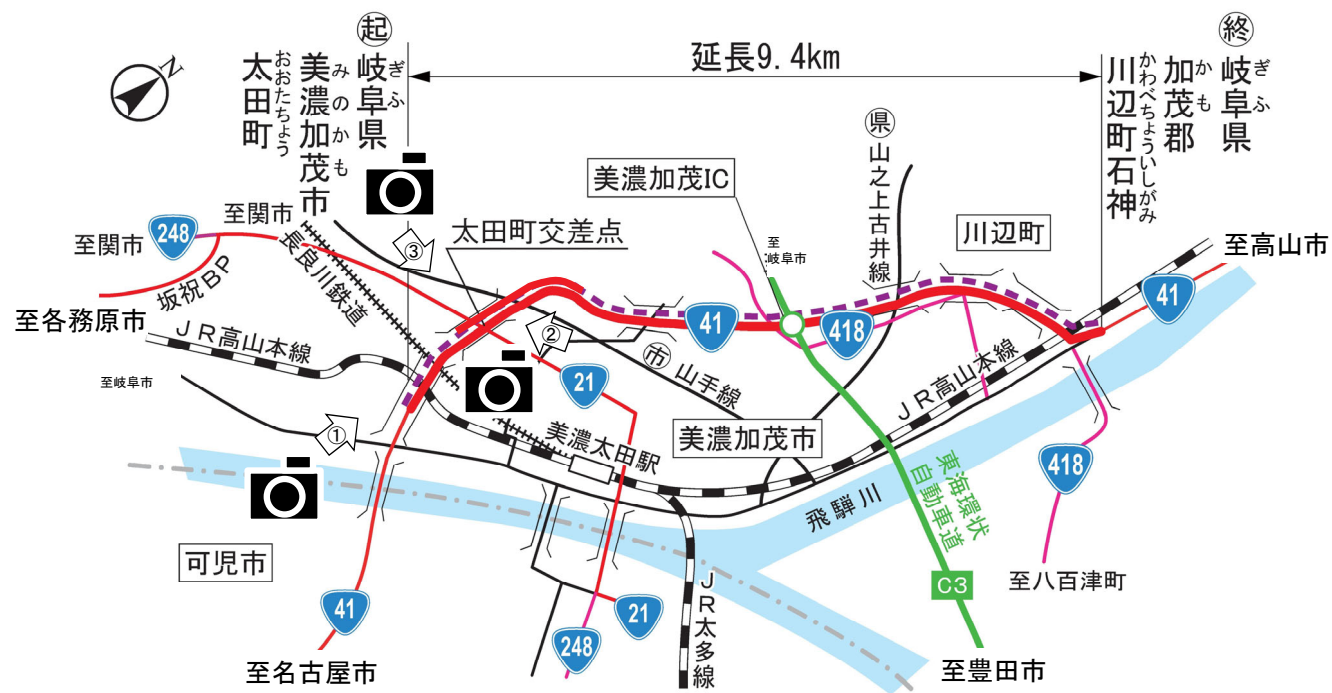 起
岐阜県
ぎふ
美濃加茂市
みのかも
太田町
おおたちょう
延長9.4km
終
岐阜県
ぎふ
加茂郡
かも
川辺町石神
かわべちょういしがみ
N
県山之上古井線
美濃加茂IC
川辺町
太田町交差点
至関市
248
至関市
至
岐阜市
至高山市
③
長良川鉄道
坂祝BP
至各務原市
JR高山本線
41
418
41
②
至岐阜市
21
市山手線
JR高山本線
①
美濃太田駅
美濃加茂市
418
飛騨川
東海環状
自動車道
可児市
C3
至八百津町
JR太多線
41
21
248
至名古屋市
至豊田市